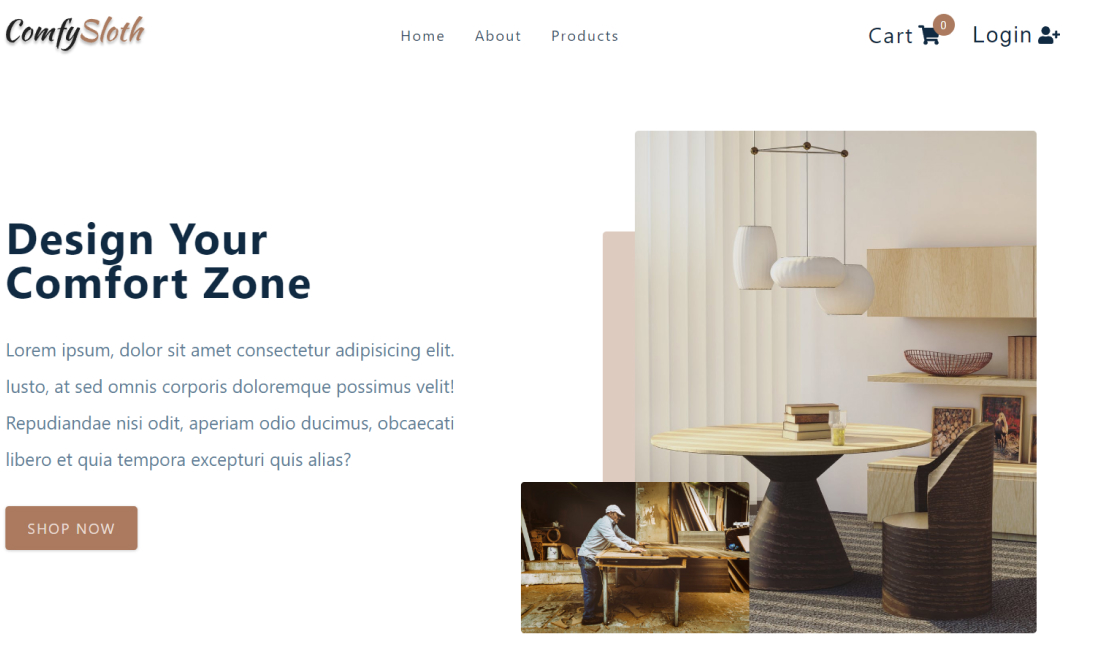 ComfySloth
Home About Products
Cart 0 Login
Design Your
Comfort Zone
Lorem ipsum, dolor sit amet consectetur adipisicing elit.
Iusto, at sed omnis corporis doloremque possimus velit!
Repudiandae nisi odit, aperiam odio ducimus, obcaecati
libero et quia tempora excepturi quis alias?
SHOP NOW